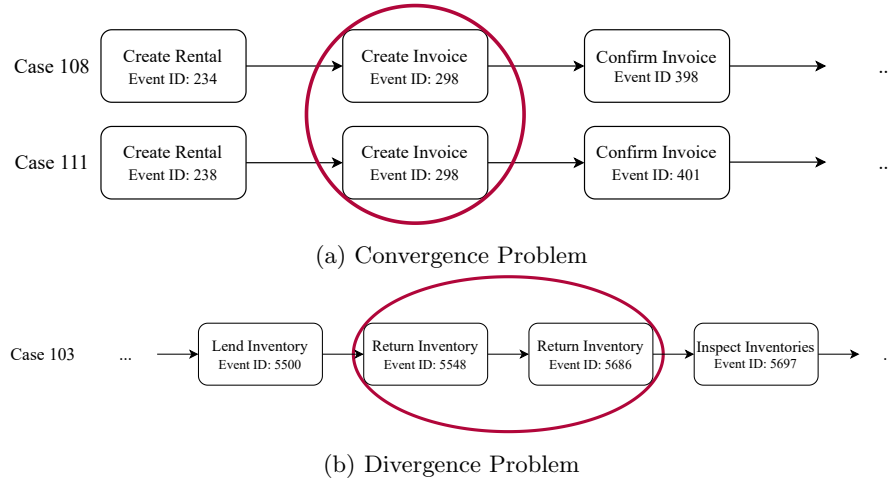 Case 108
Create Rental
Event ID: 234
Create Invoice
Event ID: 298
Confirm Invoice
Event ID 398
..
Case 111
Create Rental
Event ID: 238
Create Invoice
Event ID: 298
Confirm Invoice
Event ID: 401
..
(a) Convergence Problem
Case 103
...
Lend Inventory
Event ID: 5500
Return Inventory
Event ID: 5548
Return Inventory
Event ID: 5686
Inspect Inventories
Event ID: 5697
.
(b) Divergence Problem